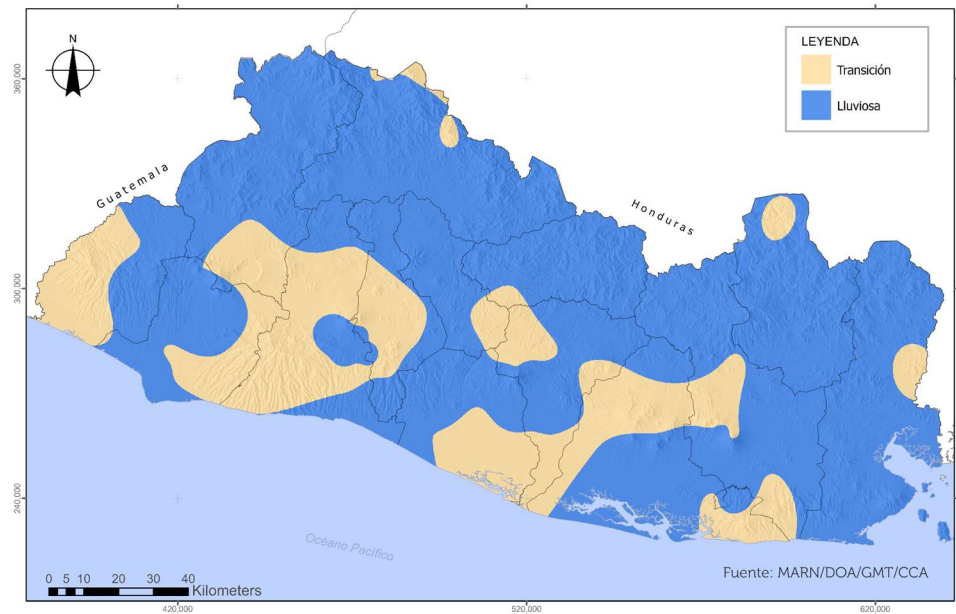 N
LEYENDA
Transición
Lluviosa
Guatemala
Honduras
Océano Pacífico
360,000
300,000
240,000
0 5 10 20 30 40
Kilometers
Fuente: MARN/DOA/GMT/CCA
420,000 520,000 620,000